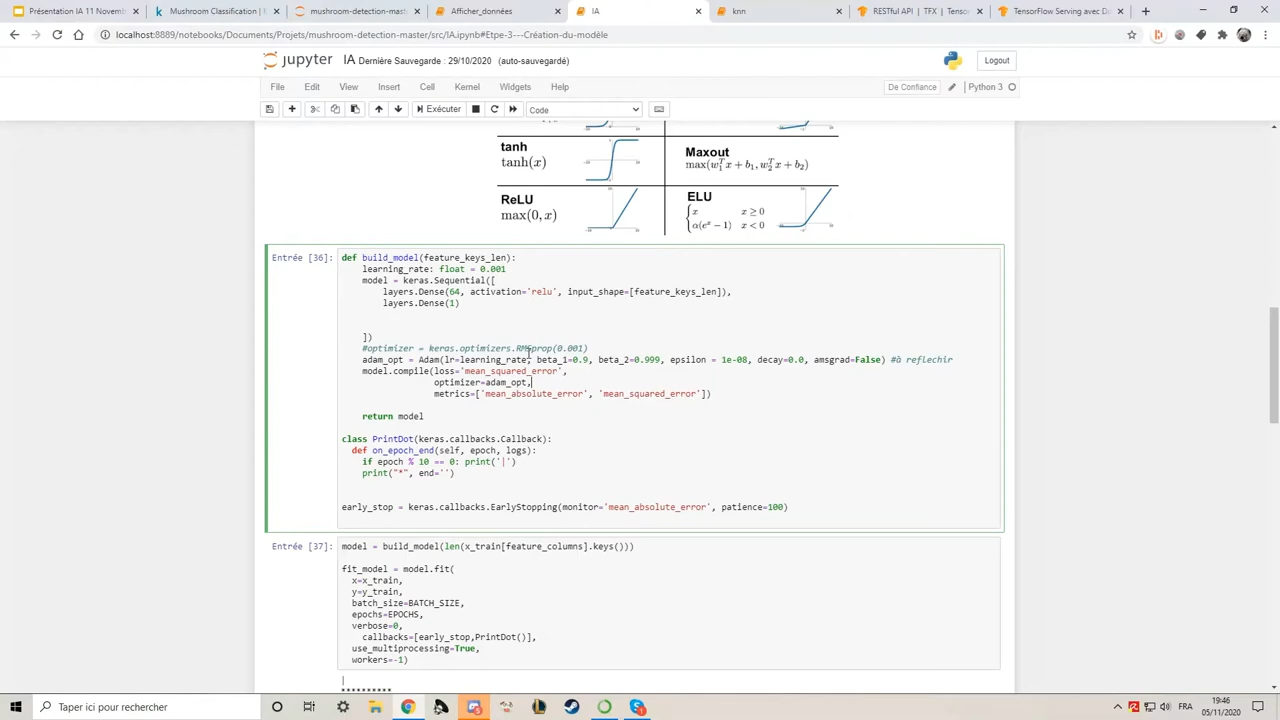 Présentation IA 11 Novemb
Mushroom Classification |
mushroom-detection-maste
Afficher_données
IA
knn
RESTful API | TFX | Tensor
TensorFlow Serving avec Do
localhost:8889/notebooks/Documents/Projets/mushroom-detection-master/src/IA.ipynb#Etpe-3---Création-du-modèle
jupyter IA Dernière Sauvegarde : 29/10/2020 (auto-sauvegardé)
Logout
File Edit View Insert Cell Kernel Widgets Help
De Confiance Python 3
Exécuter Code
tanh
tanh(x)
Maxout
max(w₁ᵀx + b₁, w₂ᵀx + b₂)
ReLU
max(0, x)
ELU
x x ≥ 0
α(eˣ − 1) x < 0
Entrée [36]:
def build_model(feature_keys_len):
learning_rate: float = 0.001
model = keras.Sequential([
layers.Dense(64, activation='relu', input_shape=[feature_keys_len]),
layers.Dense(1)
])
#optimizer = keras.optimizers.RMSprop(0.001)
adam_opt = Adam(lr=learning_rate, beta_1=0.9, beta_2=0.999, epsilon = 1e-08, decay=0.0, amsgrad=False) #à reflechir
model.compile(loss='mean_squared_error',
optimizer=adam_opt,
metrics=['mean_absolute_error', 'mean_squared_error'])
return model
class PrintDot(keras.callbacks.Callback):
def on_epoch_end(self, epoch, logs):
if epoch % 10 == 0: print('|')
print("*", end='')
early_stop = keras.callbacks.EarlyStopping(monitor='mean_absolute_error', patience=100)
Entrée [37]:
model = build_model(len(x_train[feature_columns].keys()))
fit_model = model.fit(
x=x_train,
y=y_train,
batch_size=BATCH_SIZE,
epochs=EPOCHS,
verbose=0,
callbacks=[early_stop,PrintDot()],
use_multiprocessing=True,
workers=-1)
|
**********
Taper ici pour rechercher
FRA
19:46
05/11/2020